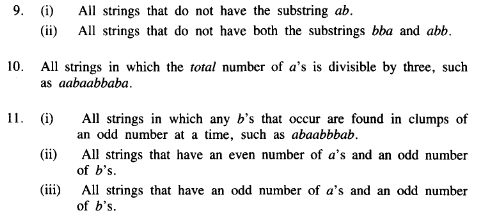 9. (i) All strings that do not have the substring ab.
(ii) All strings that do not have both the substrings bba and abb.
10. All strings in which the total number of a's is divisible by three, such
as aabaabbaba.
11. (i) All strings in which any b's that occur are found in clumps of
an odd number at a time, such as abaabbbab.
(ii) All strings that have an even number of a's and an odd number
of b's.
(iii) All strings that have an odd number of a's and an odd number
of b's.